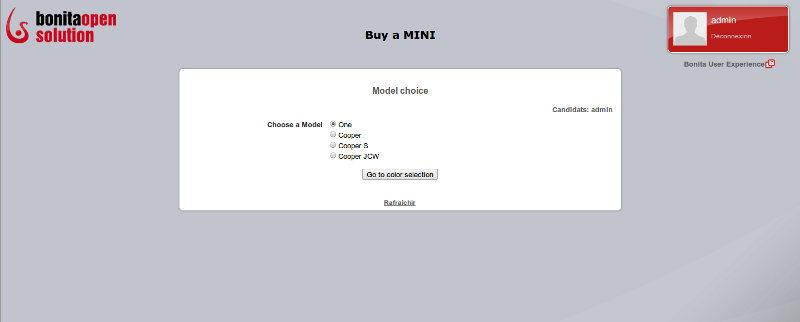 bonitaopen
solution
Buy a MINI
admin
Déconnexion
Bonita User Experience
Model choice
Candidats: admin
Choose a Model
One
Cooper
Cooper S
Cooper JCW
Go to color selection
Rafraîchir